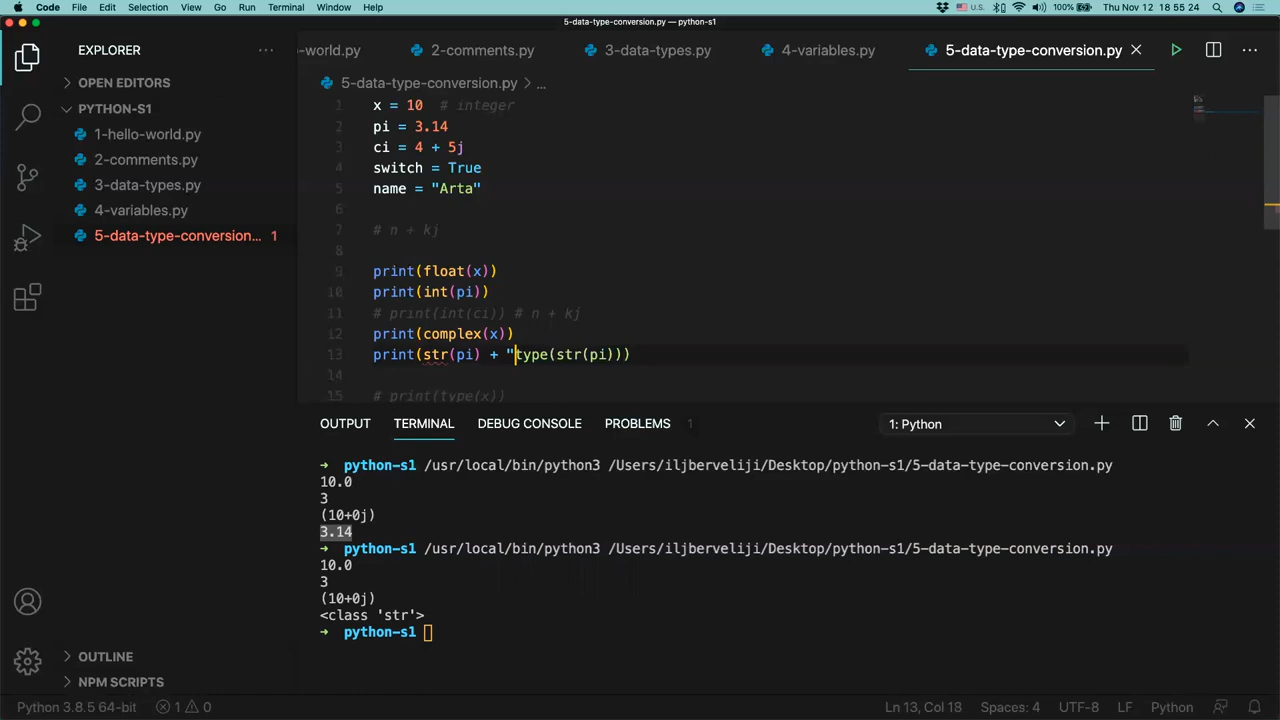 Code File Edit Selection View Go Run Terminal Window Help U.S. 100% Thu Nov 12 18 55 24
5-data-type-conversion.py — python-s1
EXPLORER
-world.py 2-comments.py 3-data-types.py 4-variables.py 5-data-type-conversion.py
OPEN EDITORS
PYTHON-S1
1-hello-world.py
2-comments.py
3-data-types.py
4-variables.py
5-data-type-conversion... 1
OUTLINE
NPM SCRIPTS
5-data-type-conversion.py > ...
1 x = 10 # integer
2 pi = 3.14
3 ci = 4 + 5j
4 switch = True
5 name = "Arta"
6
7 # n + kj
8
9 print(float(x))
10 print(int(pi))
11 # print(int(ci)) # n + kj
12 print(complex(x))
13 print(str(pi) + "type(str(pi)))
14
15 # print(type(x))
OUTPUT TERMINAL DEBUG CONSOLE PROBLEMS 1 1: Python
→ python-s1 /usr/local/bin/python3 /Users/iljberveliji/Desktop/python-s1/5-data-type-conversion.py
10.0
3
(10+0j)
3.14
→ python-s1 /usr/local/bin/python3 /Users/iljberveliji/Desktop/python-s1/5-data-type-conversion.py
10.0
3
(10+0j)
<class 'str'>
→ python-s1
Python 3.8.5 64-bit 1 0 Ln 13, Col 18 Spaces: 4 UTF-8 LF Python